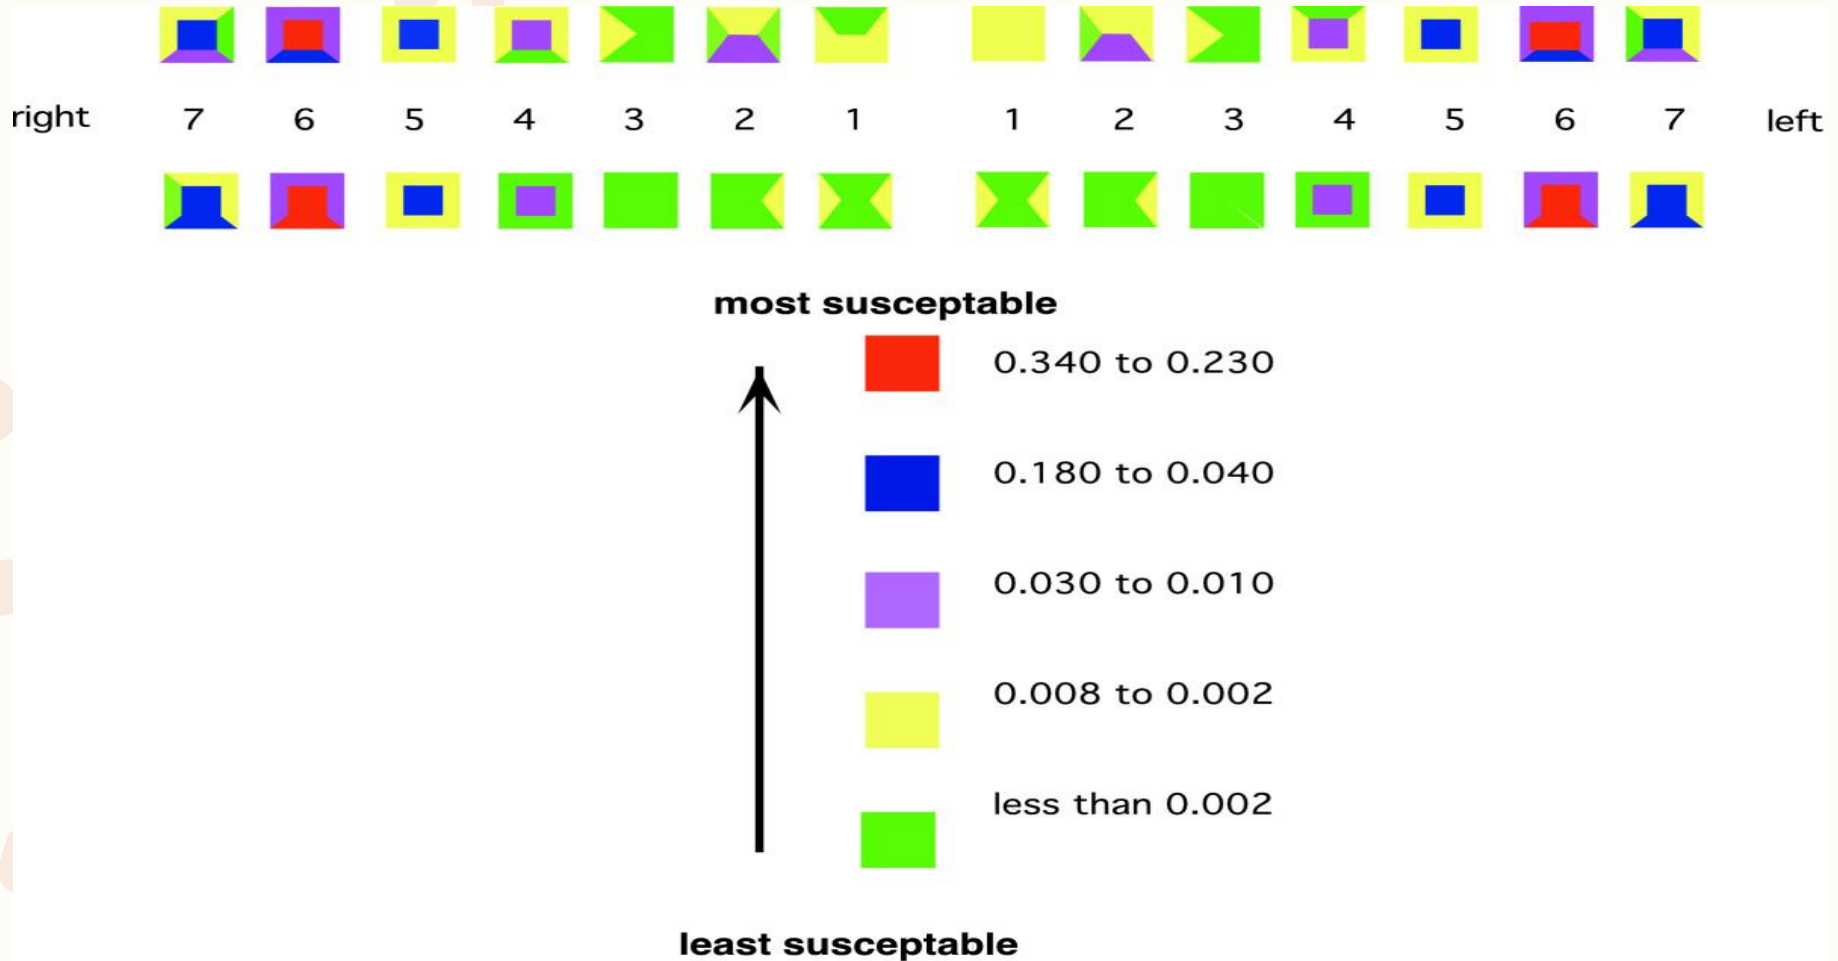 right 7 6 5 4 3 2 1 1 2 3 4 5 6 7 left
most susceptable
0.340 to 0.230
0.180 to 0.040
0.030 to 0.010
0.008 to 0.002
less than 0.002
least susceptable